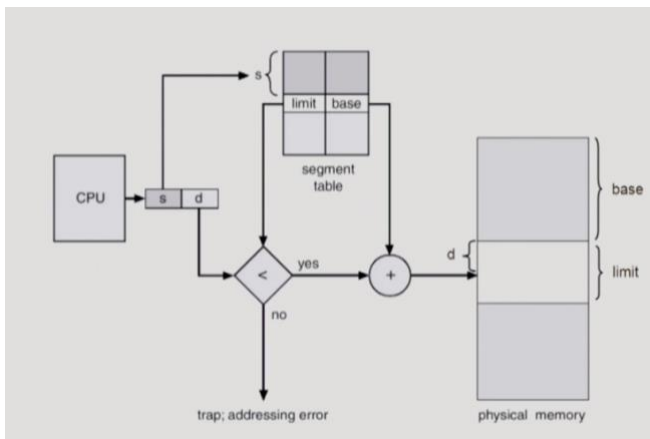 s
limit base
segment
table
CPU
s d
base
d
yes
<
+
limit
no
trap; addressing error
physical memory